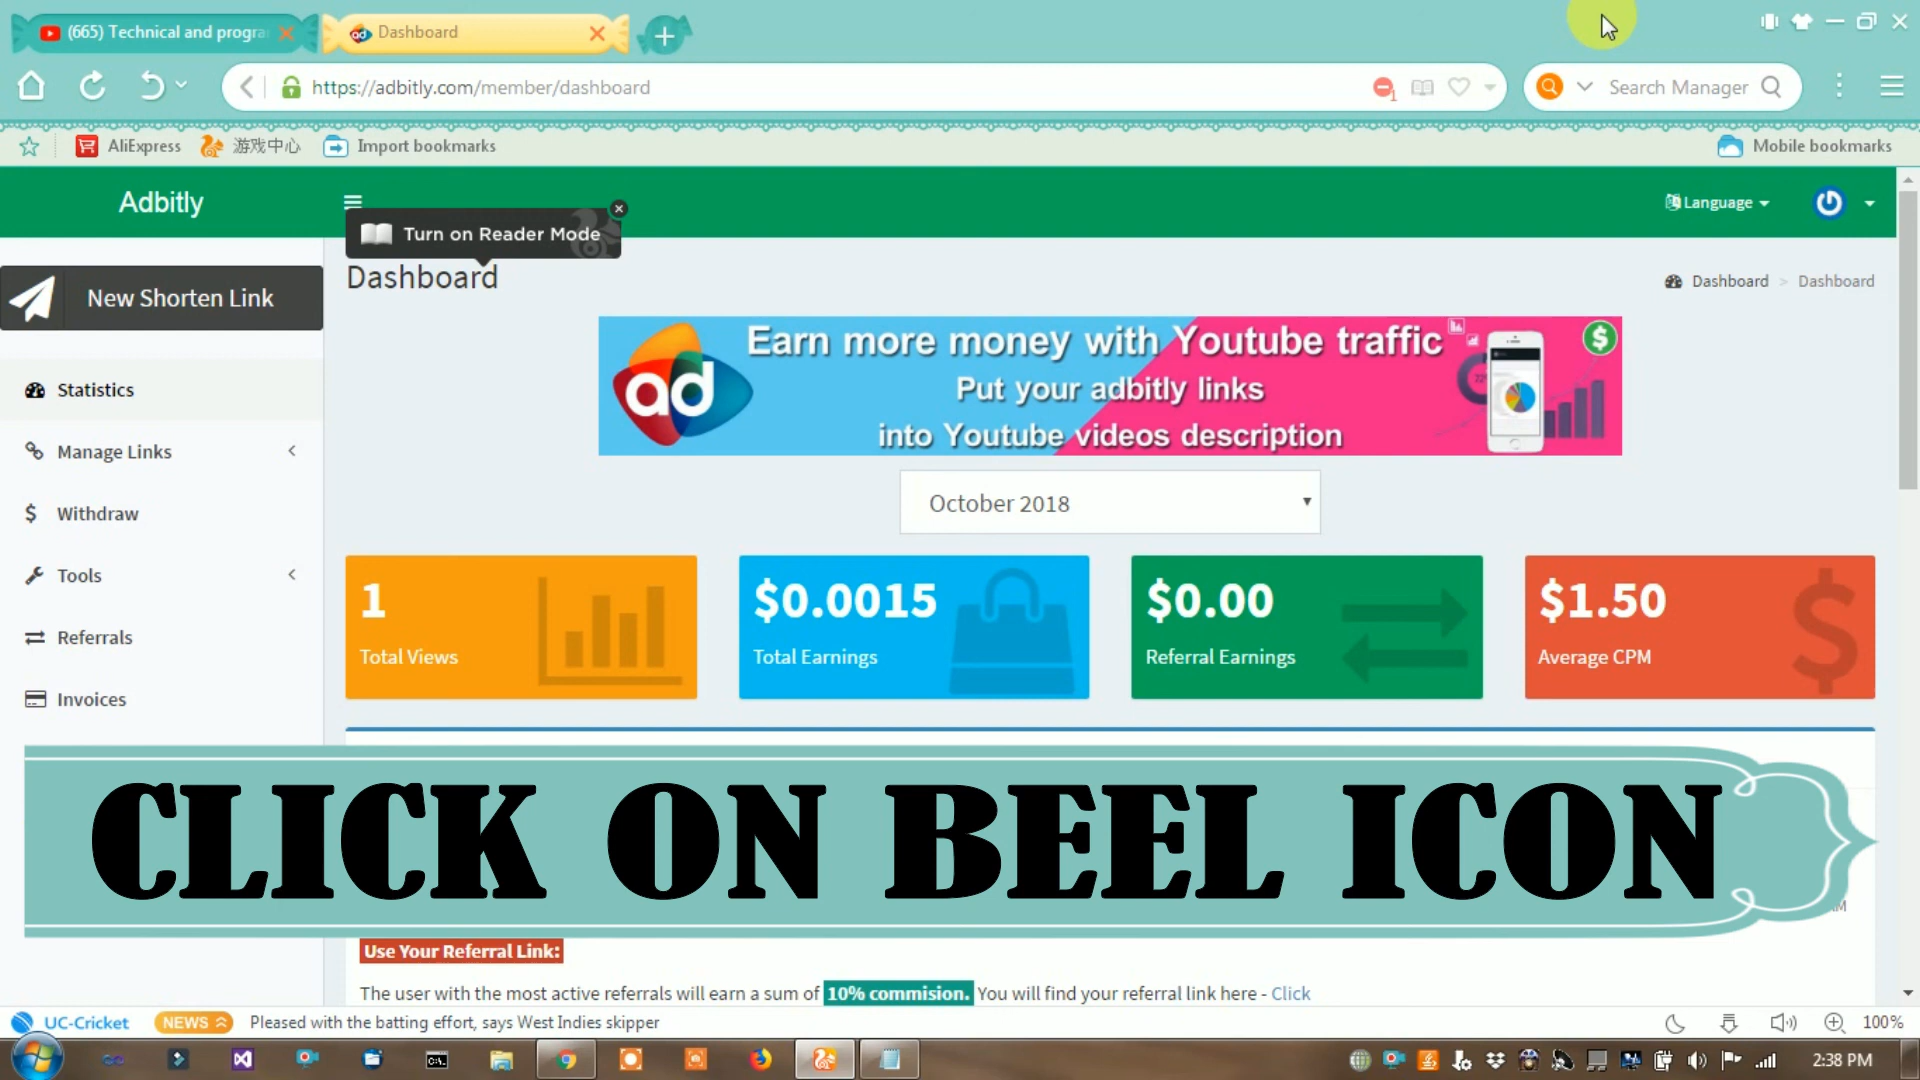 (665) Technical and progra
Dashboard
https://adbitly.com/member/dashboard
1
Search Manager
AliExpress
游戏中心
Import bookmarks
Mobile bookmarks
Adbitly
Language
Turn on Reader Mode
Dashboard
Dashboard > Dashboard
New Shorten Link
ad
Earn more money with Youtube traffic
Put your adbitly links
into Youtube videos description
$
Statistics
Manage Links
Withdraw
Tools
Referrals
Invoices
October 2018
1
Total Views
$0.0015
Total Earnings
$0.00
Referral Earnings
$1.50
Average CPM
CLICK ON BEEL ICON
Use Your Referral Link:
The user with the most active referrals will earn a sum of 10% commision. You will find your referral link here - Click
UC-Cricket
NEWS
Pleased with the batting effort, says West Indies skipper
100%
2:38 PM